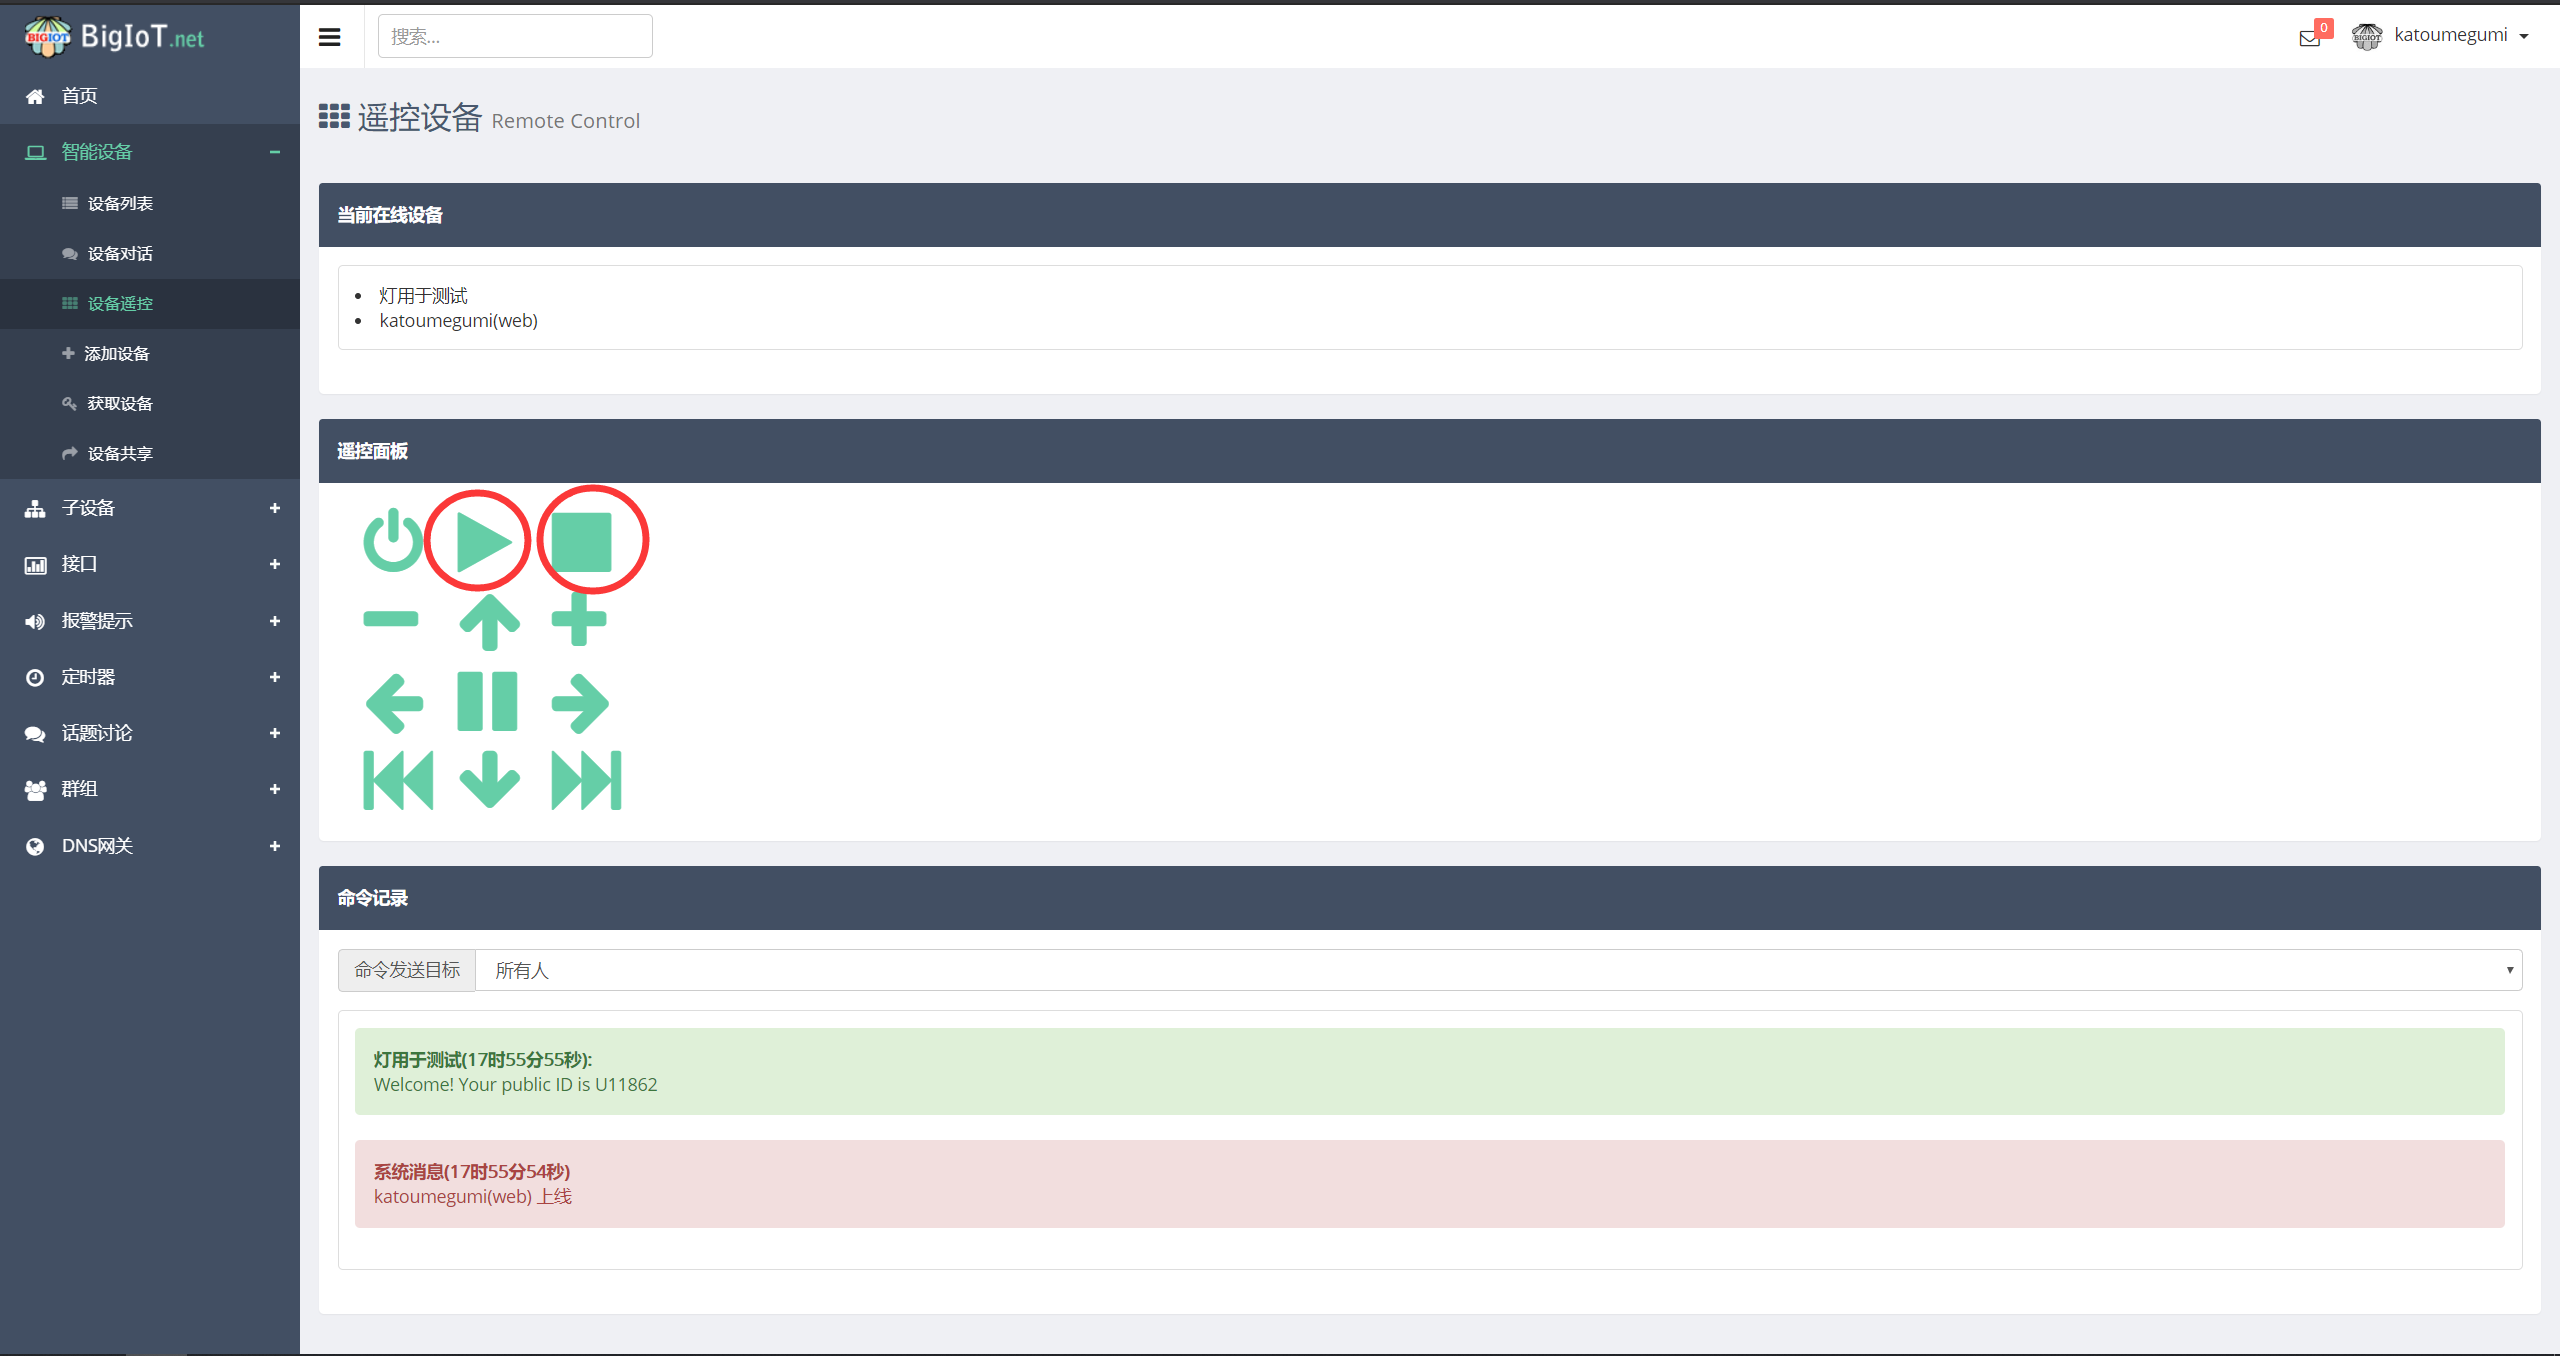 BIGIOT BigIoT.net
搜索...
0
BIGIOT
katoumegumi
首页
智能设备
设备列表
设备对话
设备遥控
添加设备
获取设备
设备共享
子设备
接口
报警提示
定时器
话题讨论
群组
DNS网关
遥控设备 Remote Control
当前在线设备
灯用于测试
katoumegumi(web)
遥控面板
命令记录
命令发送目标 所有人
灯用于测试(17时55分55秒):
Welcome! Your public ID is U11862
系统消息(17时55分54秒)
katoumegumi(web) 上线